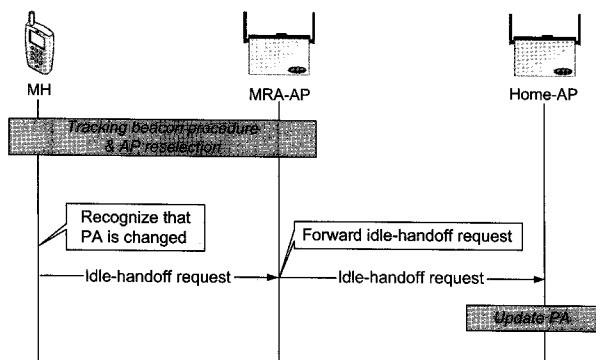 MH
MRA-AP
Home-AP
Tracking beacon procedure
& AP reselection
Recognize that
PA is changed
Forward idle-handoff request
Idle-handoff request
Idle-handoff request
Update PA